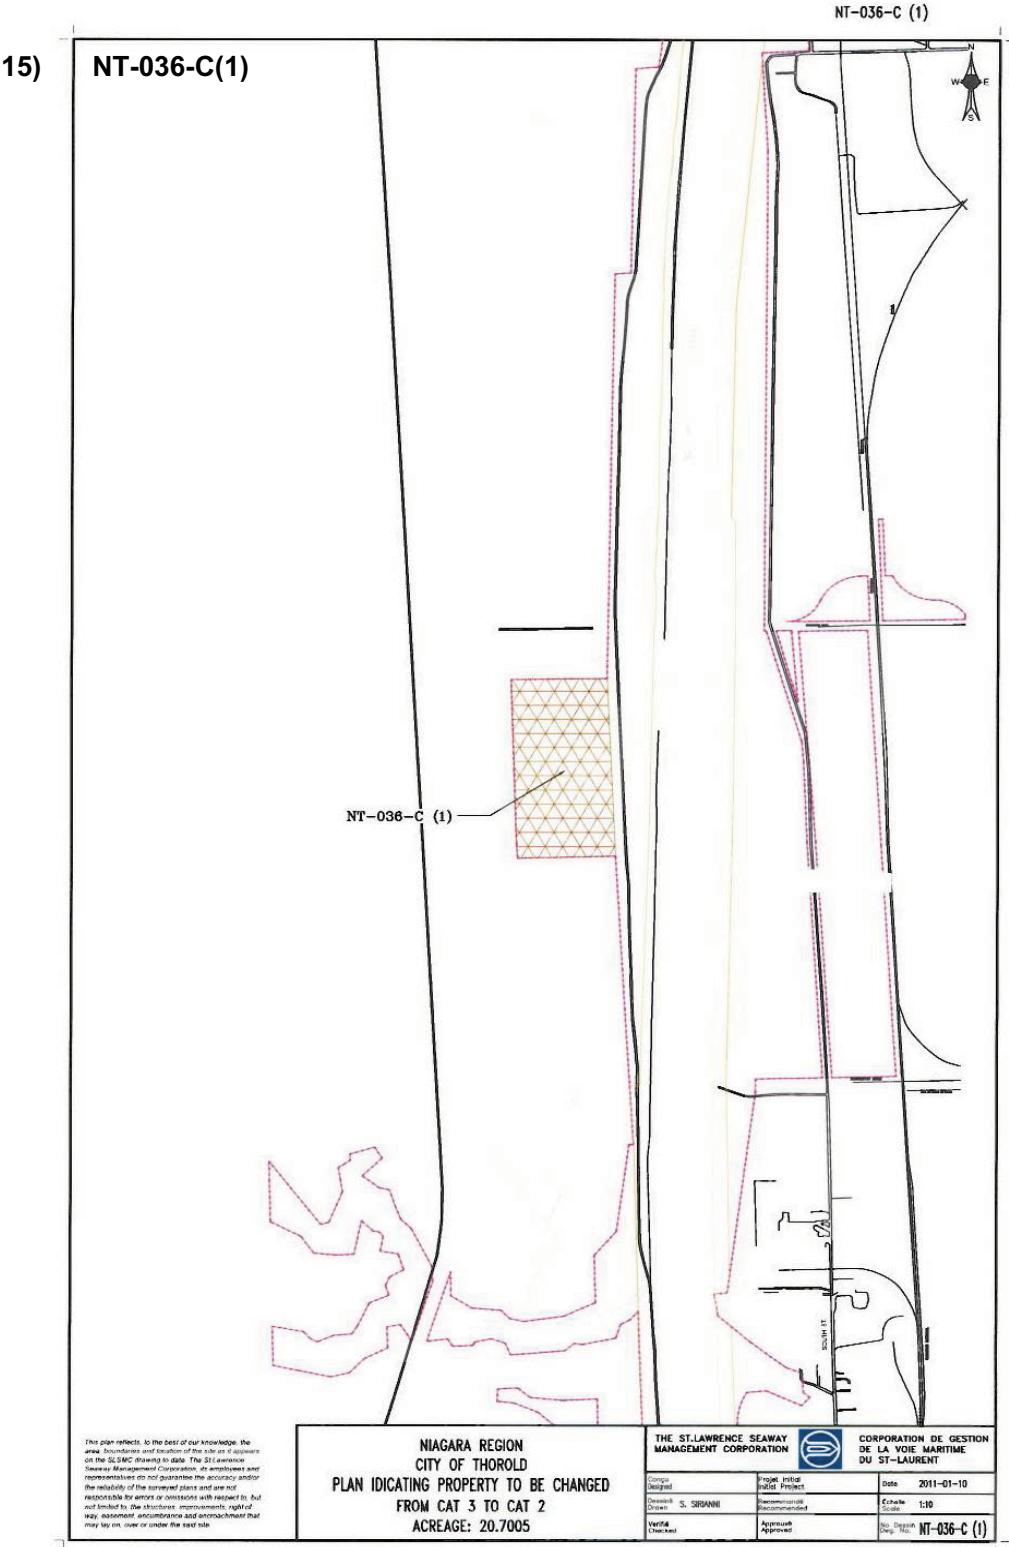 NT-036-C (1)
15) NT-036-C(1)
N
W E
S
NT-036-C (1)
SOUTH ST.
This plan reflects, to the best of our knowledge, the
area, boundaries and location of the site as it appears
on the SLSMC drawing to date. The St.Lawrence
Seaway Management Corporation, its employees and
representatives do not guarantee the accuracy and/or
the reliability of the surveyed plans and are not
responsible for errors or omissions with respect to, but
not limited to, the structures, improvements, right of
way, easement, encumbrance and encroachment that
may lay on, over or under the said site.
NIAGARA REGION
CITY OF THOROLD
PLAN IDICATING PROPERTY TO BE CHANGED
FROM CAT 3 TO CAT 2
ACREAGE: 20.7005
THE ST.LAWRENCE SEAWAY
MANAGEMENT CORPORATION
CORPORATION DE GESTION
DE LA VOIE MARITIME
DU ST-LAURENT
Conçu
Designed
Projet Initial
Initial Project
Date 2011-01-10
Dessiné
Drawn S. SIRIANNI
Recommandé
Recommended
Échelle
Scale 1:10
Vérifié
Checked
Approuvé
Approved
No. Dessin
Dwg. No. NT-036-C (1)